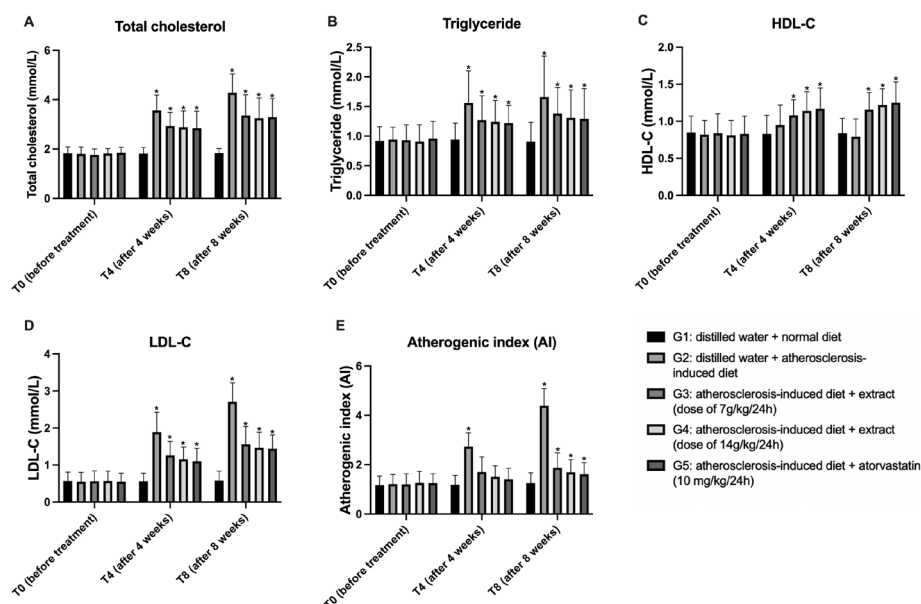 A
Total cholesterol
Total cholesterol (mmol/L)
6
4
2
0
*
* * *
*
* * *
T0 (before treatment)
T4 (after 4 weeks)
T8 (after 8 weeks)
B
Triglyceride
Triglyceride (mmol/L)
2.5
2.0
1.5
1.0
0.5
0.0
*
* * *
*
* * *
T0 (before treatment)
T4 (after 4 weeks)
T8 (after 8 weeks)
C
HDL-C
HDL-C (mmol/L)
2.0
1.5
1.0
0.5
0.0
* * *
* * *
T0 (before treatment)
T4 (after 4 weeks)
T8 (after 8 weeks)
D
LDL-C
LDL-C (mmol/L)
4
3
2
1
0
*
* * *
*
* * *
T0 (before treatment)
T4 (after 4 weeks)
T8 (after 8 weeks)
E
Atherogenic index (AI)
Atherogenic index (AI)
6
4
2
0
*
*
* * *
T0 (before treatment)
T4 (after 4 weeks)
T8 (after 8 weeks)
G1: distilled water + normal diet
G2: distilled water + atherosclerosis-
induced diet
G3: atherosclerosis-induced diet + extract
(dose of 7g/kg/24h)
G4: atherosclerosis-induced diet + extract
(dose of 14g/kg/24h)
G5: atherosclerosis-induced diet + atorvastatin
(10 mg/kg/24h)